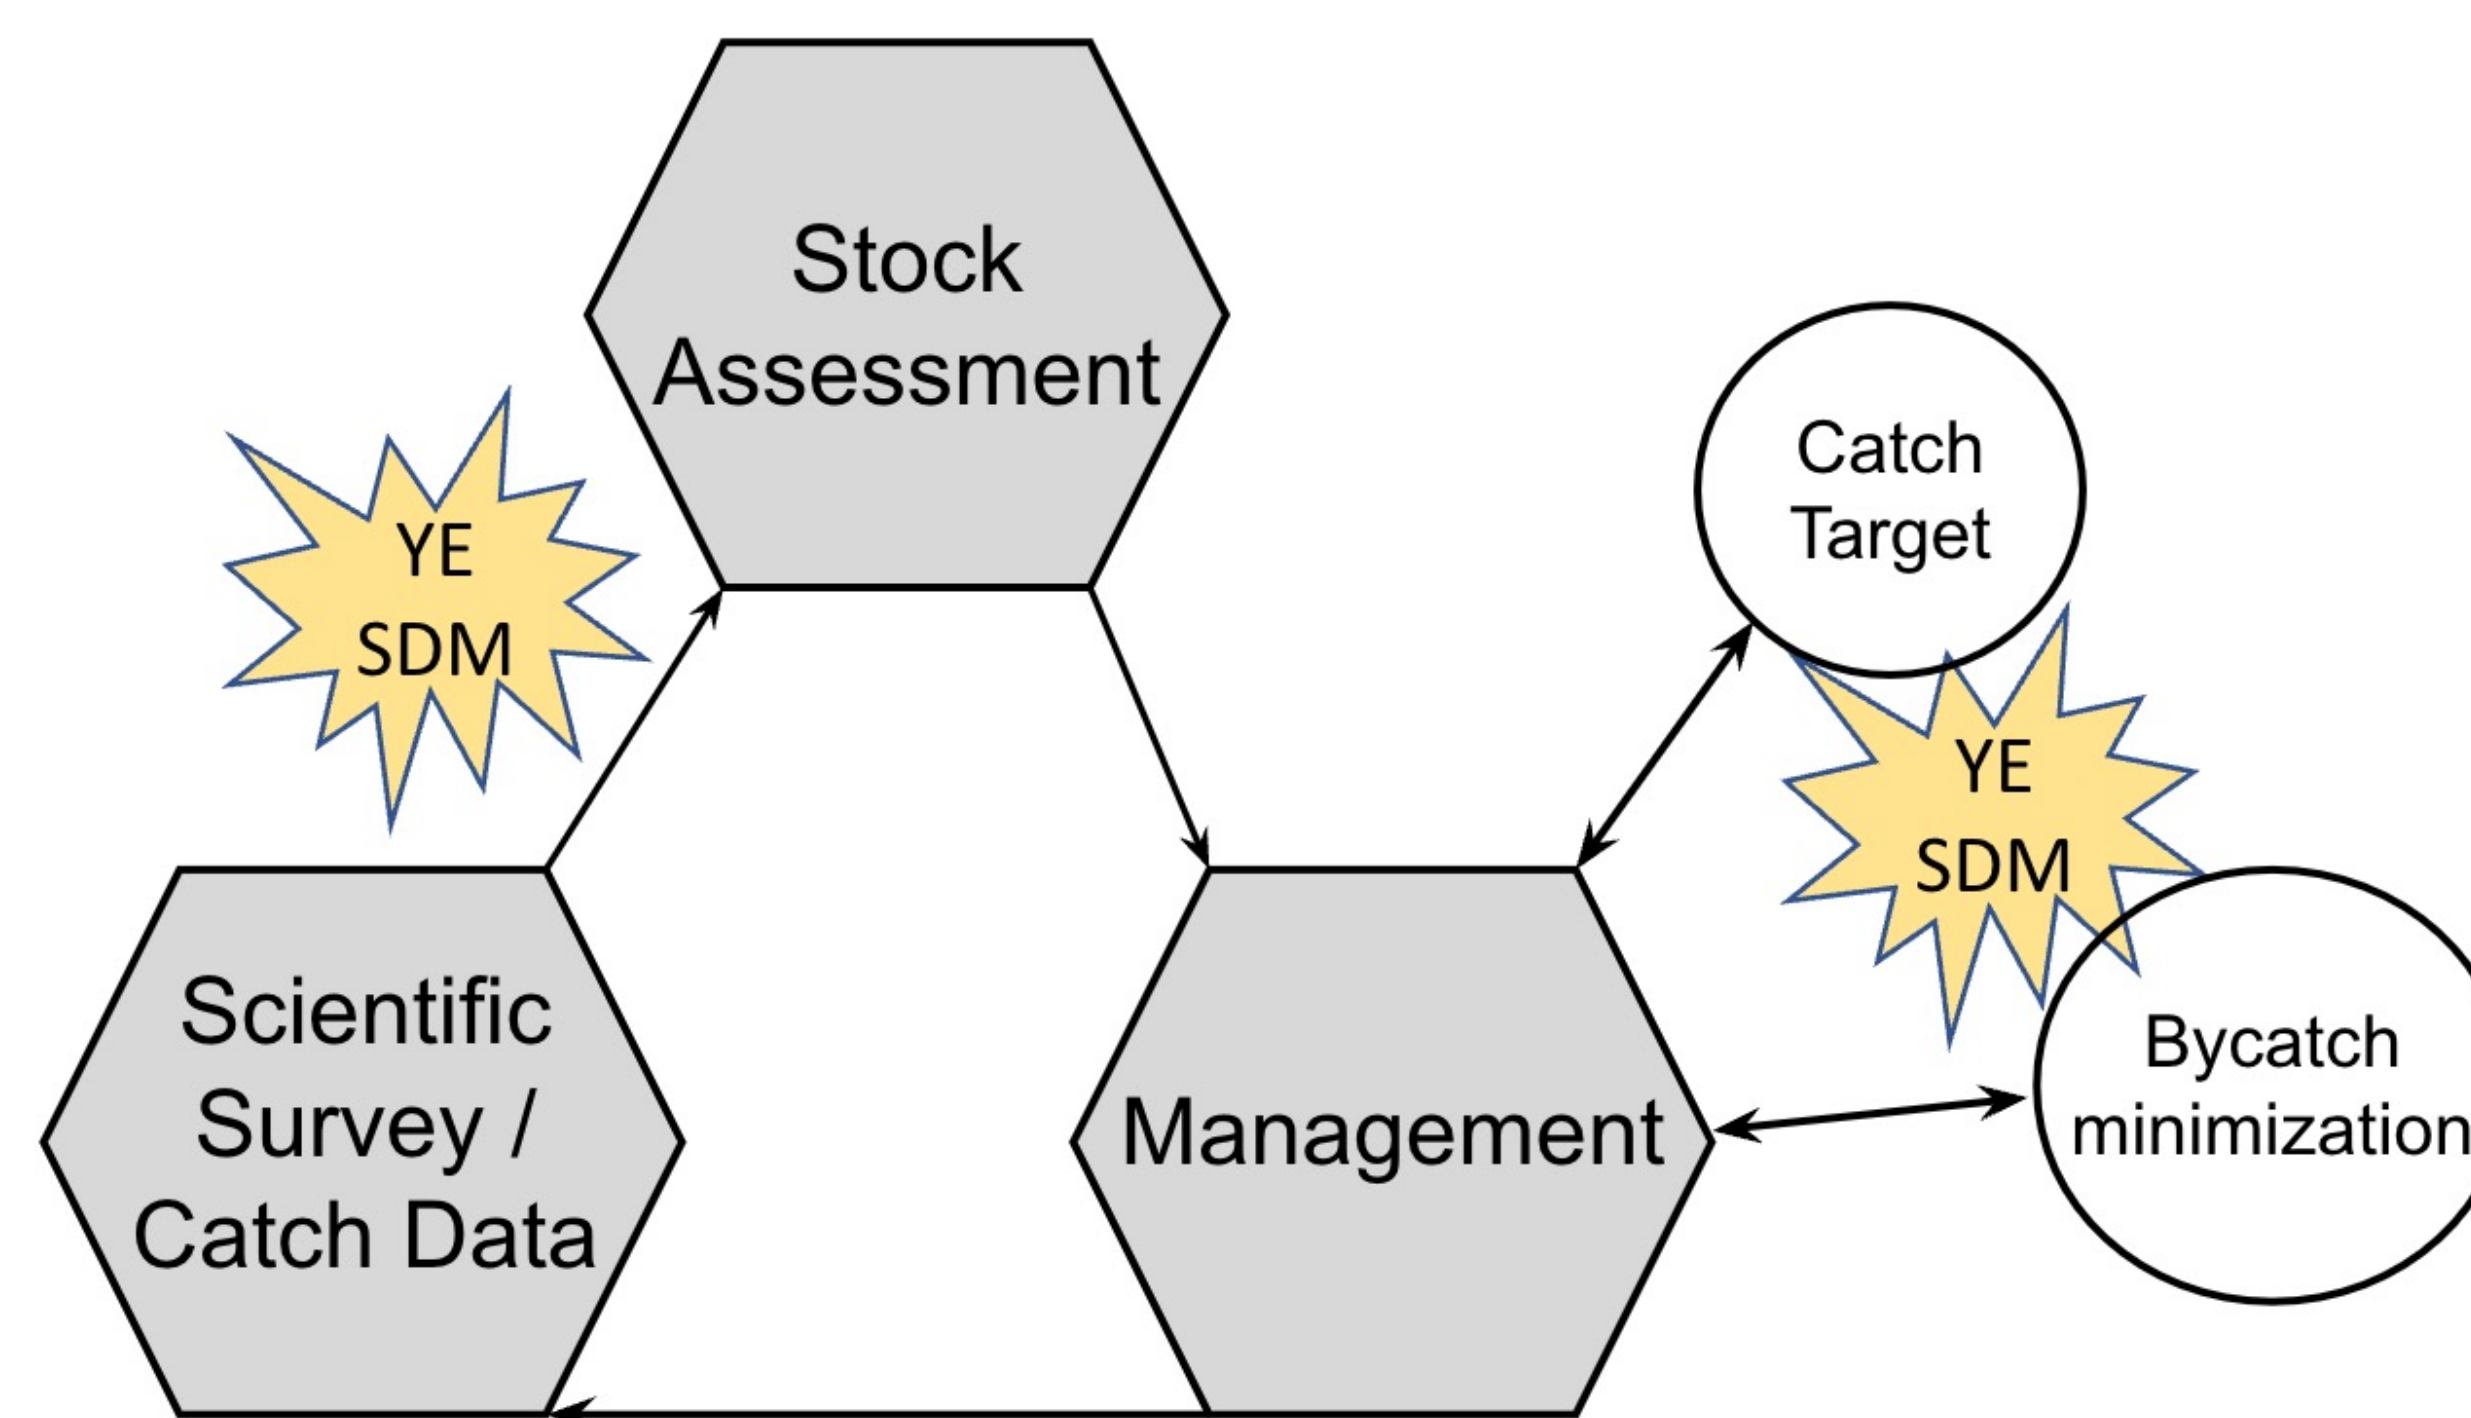 Stock
Assessment
YE
SDM
Catch
Target
YE
SDM
Scientific
Survey /
Catch Data
Management
Bycatch
minimization